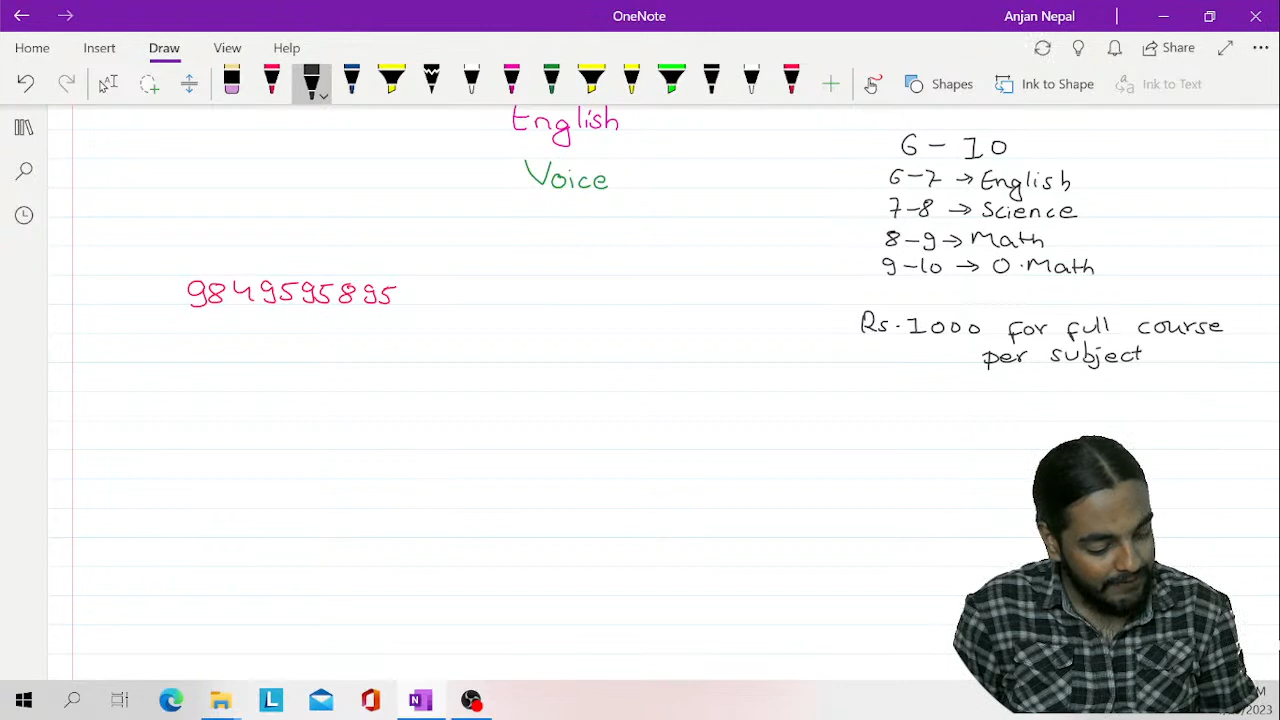 OneNote
Anjan Nepal
Home Insert Draw View Help
Share
Shapes
Ink to Shape
Ink to Text
English
Voice
9849595895
6 - 10
6-7 → English
7-8 → Science
8-9 → Math
9-10 → O.Math
Rs. 1000 for full course
per subject